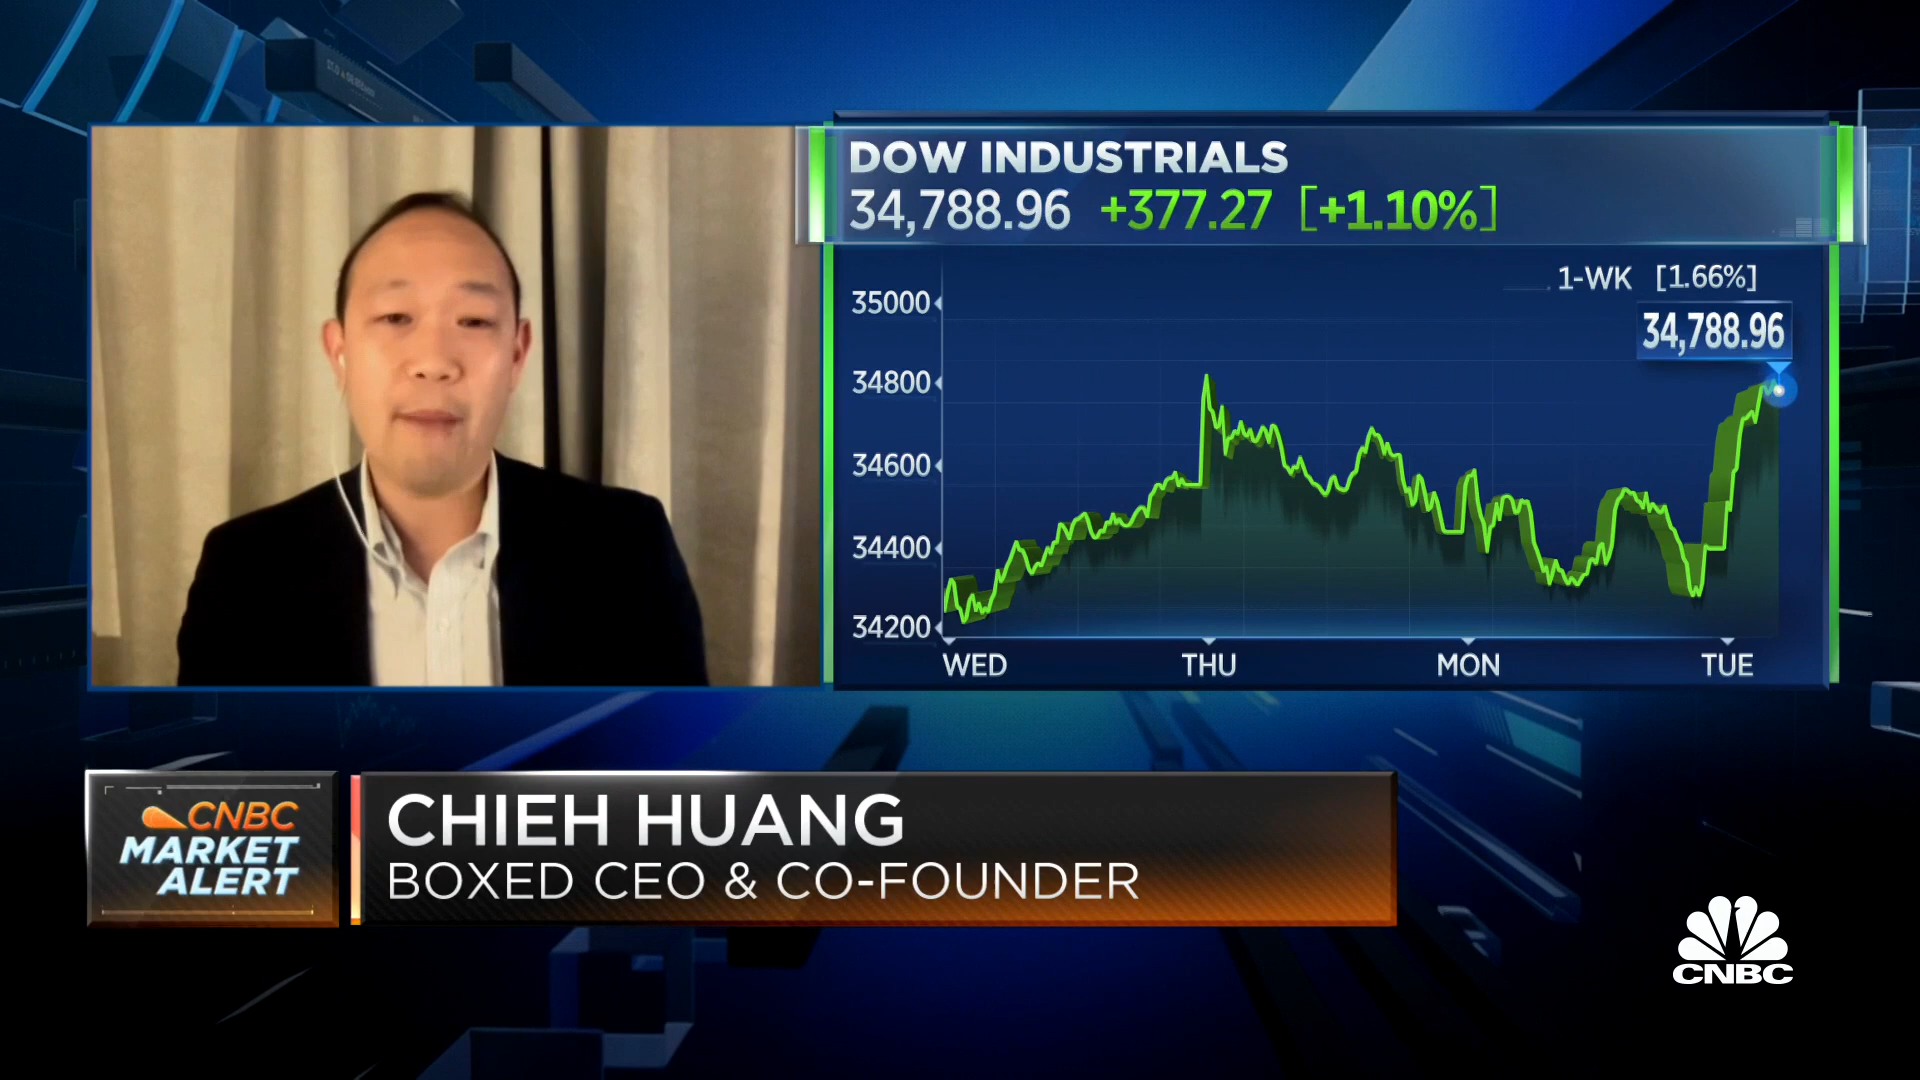 DOW INDUSTRIALS
34,788.96 +377.27 [+1.10%]
1-WK [1.66%]
34,788.96
35000
34800
34600
34400
34200
WED THU MON TUE
CNBC
MARKET
ALERT
CHIEH HUANG
BOXED CEO & CO-FOUNDER
CNBC